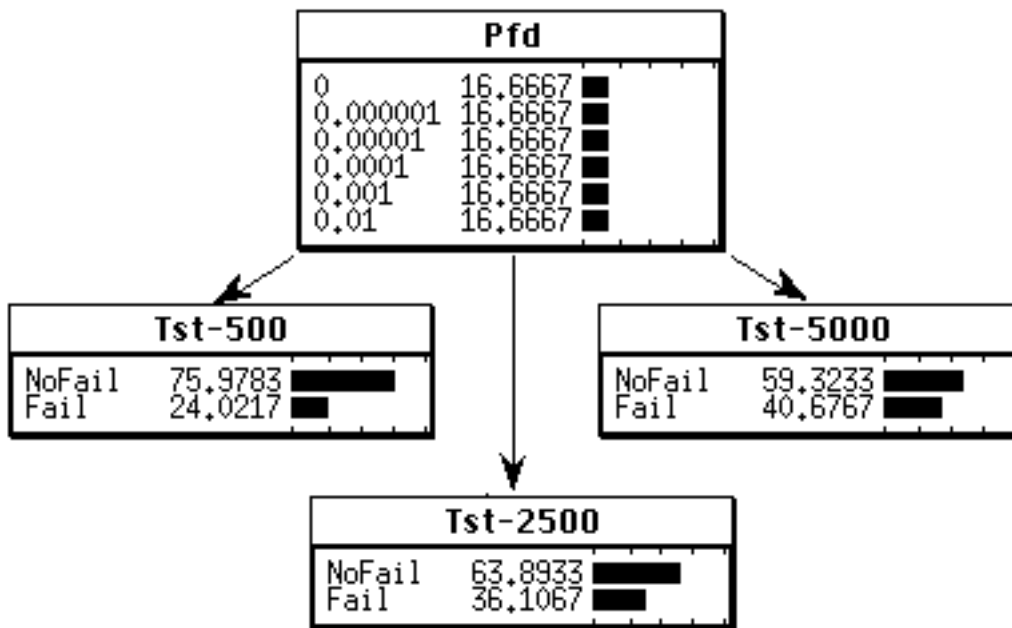 Pfd
0 16.6667
0.000001 16.6667
0.00001 16.6667
0.0001 16.6667
0.001 16.6667
0.01 16.6667
Tst-500
NoFail 75.9783
Fail 24.0217
Tst-5000
NoFail 59.3233
Fail 40.6767
Tst-2500
NoFail 63.8933
Fail 36.1067